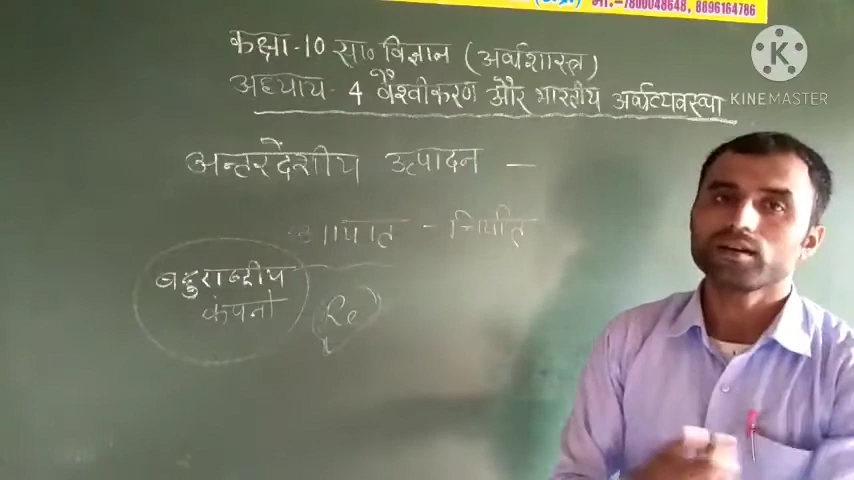 मो.-7800048648, 8896164786
कक्षा-10 सा० विज्ञान (अर्थशास्त्र)
अध्याय - 4 वैश्वीकरण और भारतीय अर्थव्यवस्था
K
KINEMASTER
अन्तर्देशीय उत्पादन -
आयात - निर्यात
बहुराष्ट्रीय
कंपनी
Re